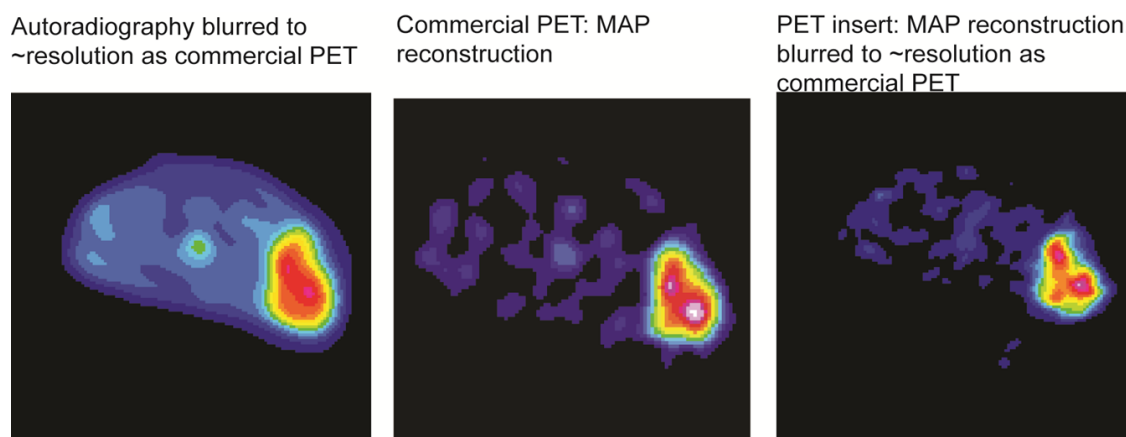 Autoradiography blurred to
~resolution as commercial PET
Commercial PET: MAP
reconstruction
PET insert: MAP reconstruction
blurred to ~resolution as
commercial PET